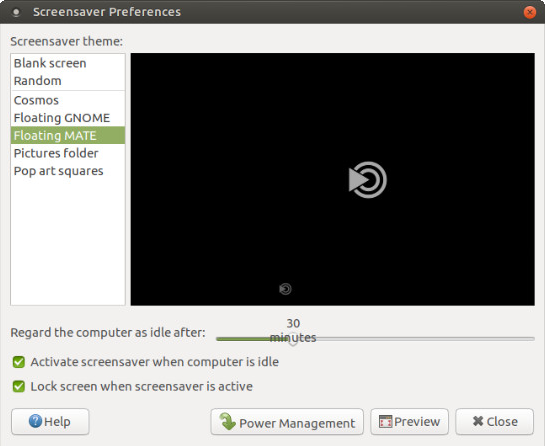 Screensaver Preferences
Screensaver theme:
Blank screen
Random
Cosmos
Floating GNOME
Floating MATE
Pictures folder
Pop art squares
Regard the computer as idle after:
30
minutes
Activate screensaver when computer is idle
Lock screen when screensaver is active
Help
Power Management
Preview
Close